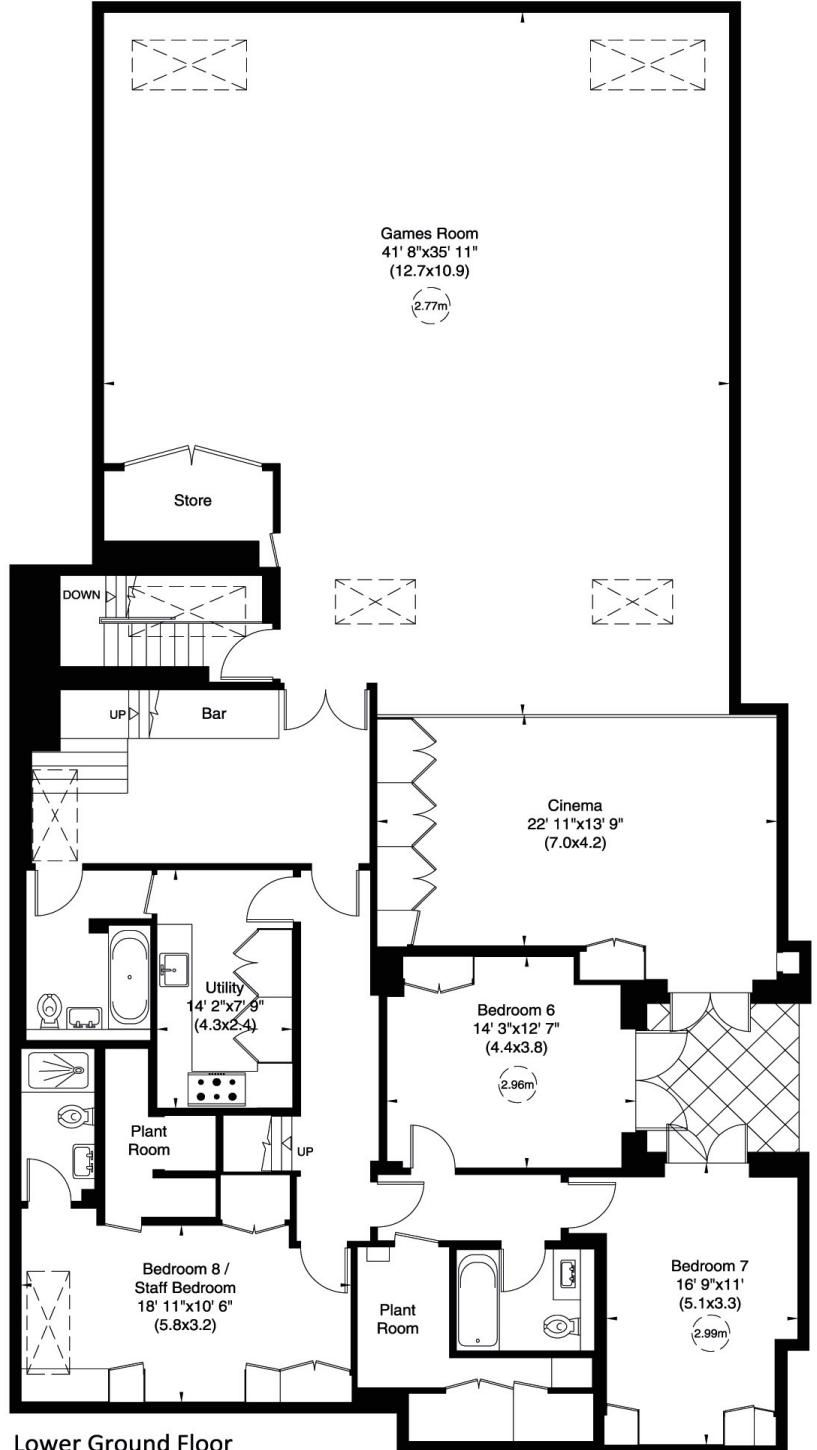 Games Room
41' 8"x35' 11"
(12.7x10.9)
2.77m
Store
DOWN
UP
Bar
Cinema
22' 11"x13' 9"
(7.0x4.2)
Utility
14' 2"x7' 9"
(4.3x2.4)
Bedroom 6
14' 3"x12' 7"
(4.4x3.8)
2.96m
Plant
Room
UP
Bedroom 8 /
Staff Bedroom
18' 11"x10' 6"
(5.8x3.2)
Plant
Room
Bedroom 7
16' 9"x11'
(5.1x3.3)
2.99m
Lower Ground Floor